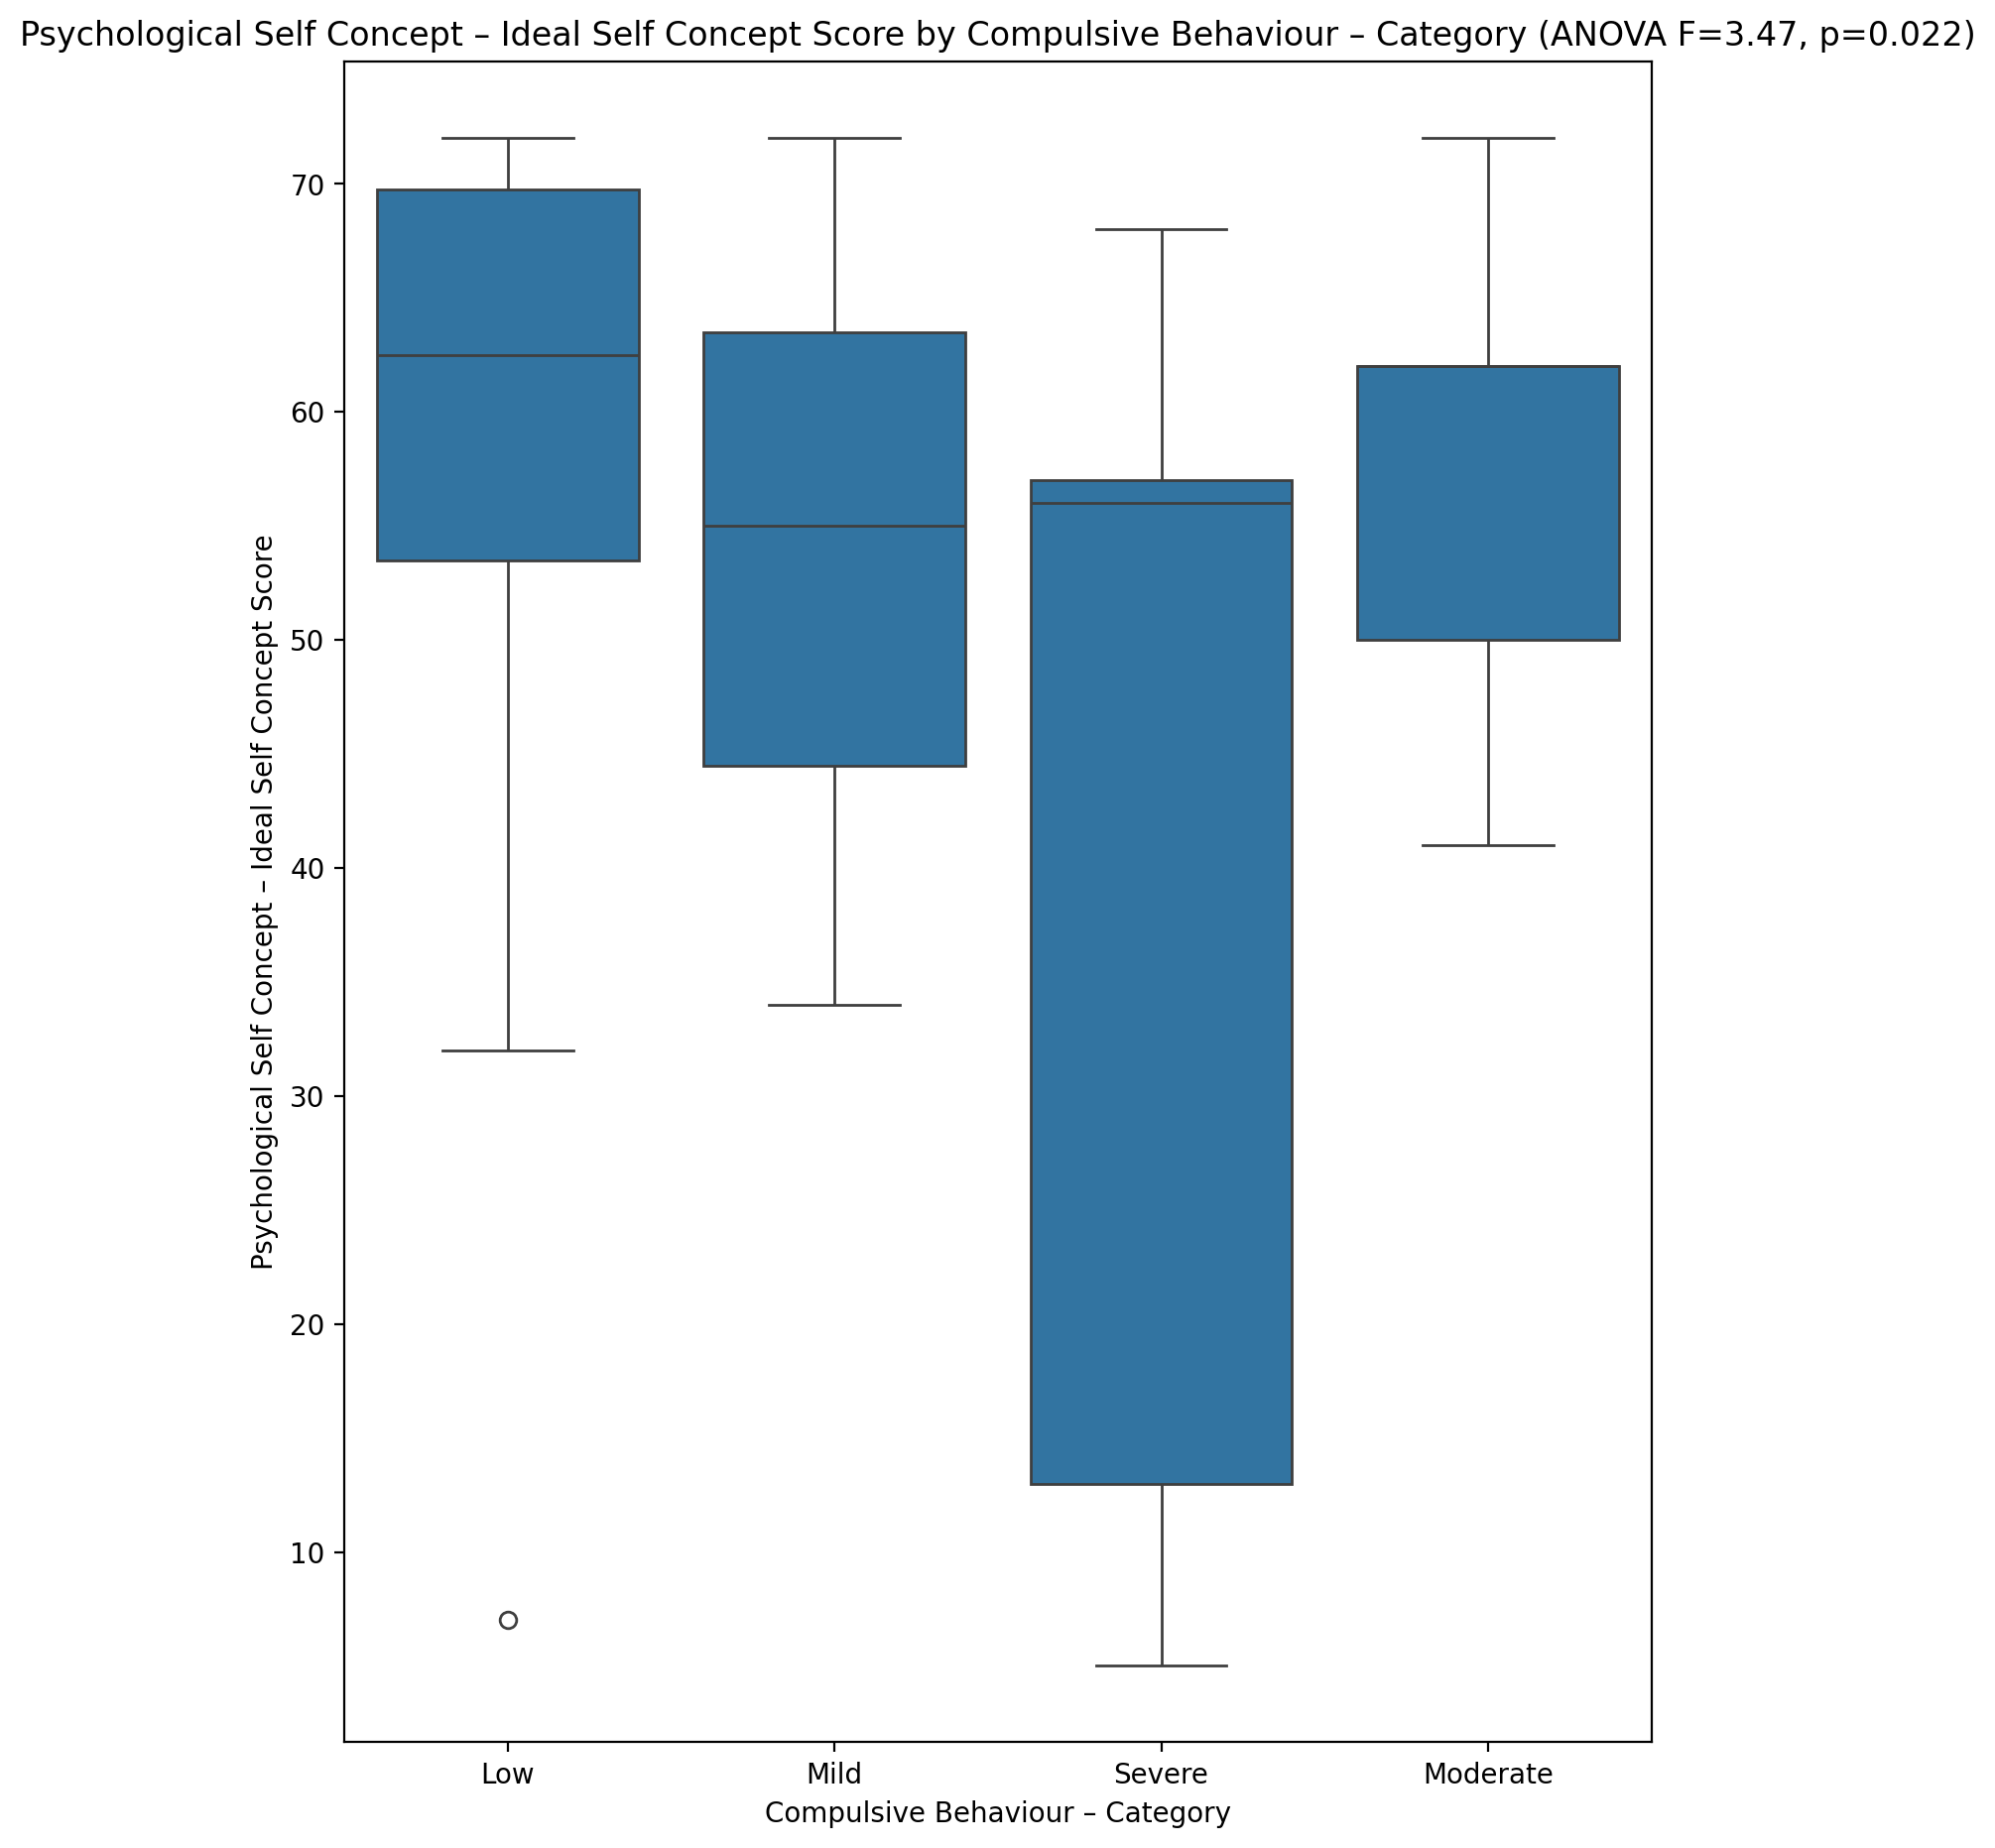 Psychological Self Concept – Ideal Self Concept Score by Compulsive Behaviour – Category (ANOVA F=3.47, p=0.022)
Psychological Self Concept – Ideal Self Concept Score
70
60
50
40
30
20
10
Low
Mild
Severe
Moderate
Compulsive Behaviour – Category